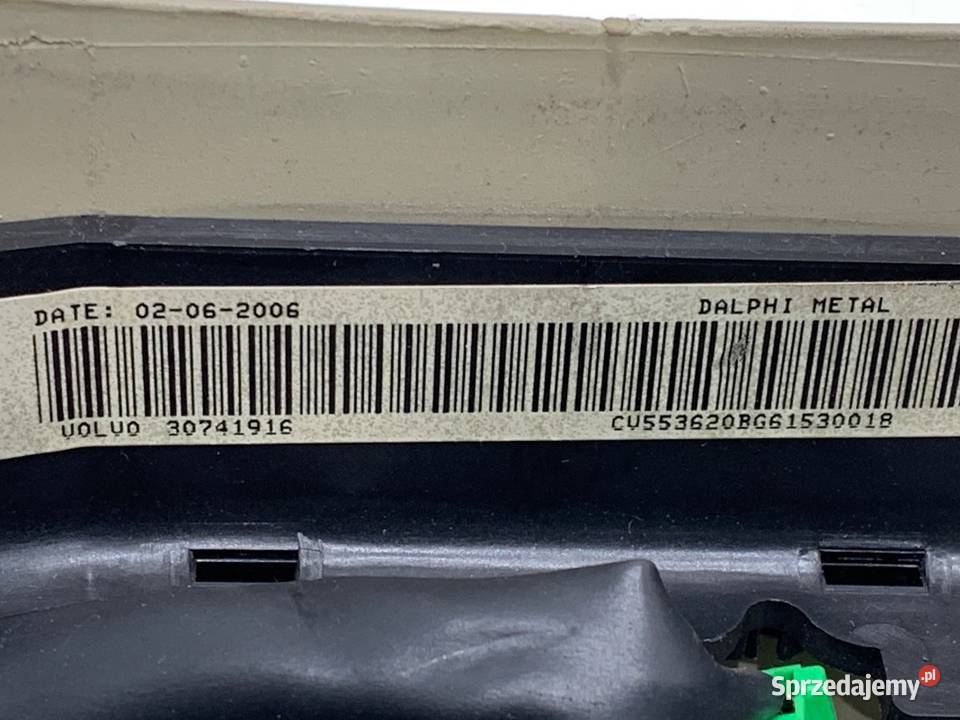 DATE: 02-06-2006 DALPHI METAL
VOLVO 30741916 CV553620BG61530018
Sprzedajemy.pl